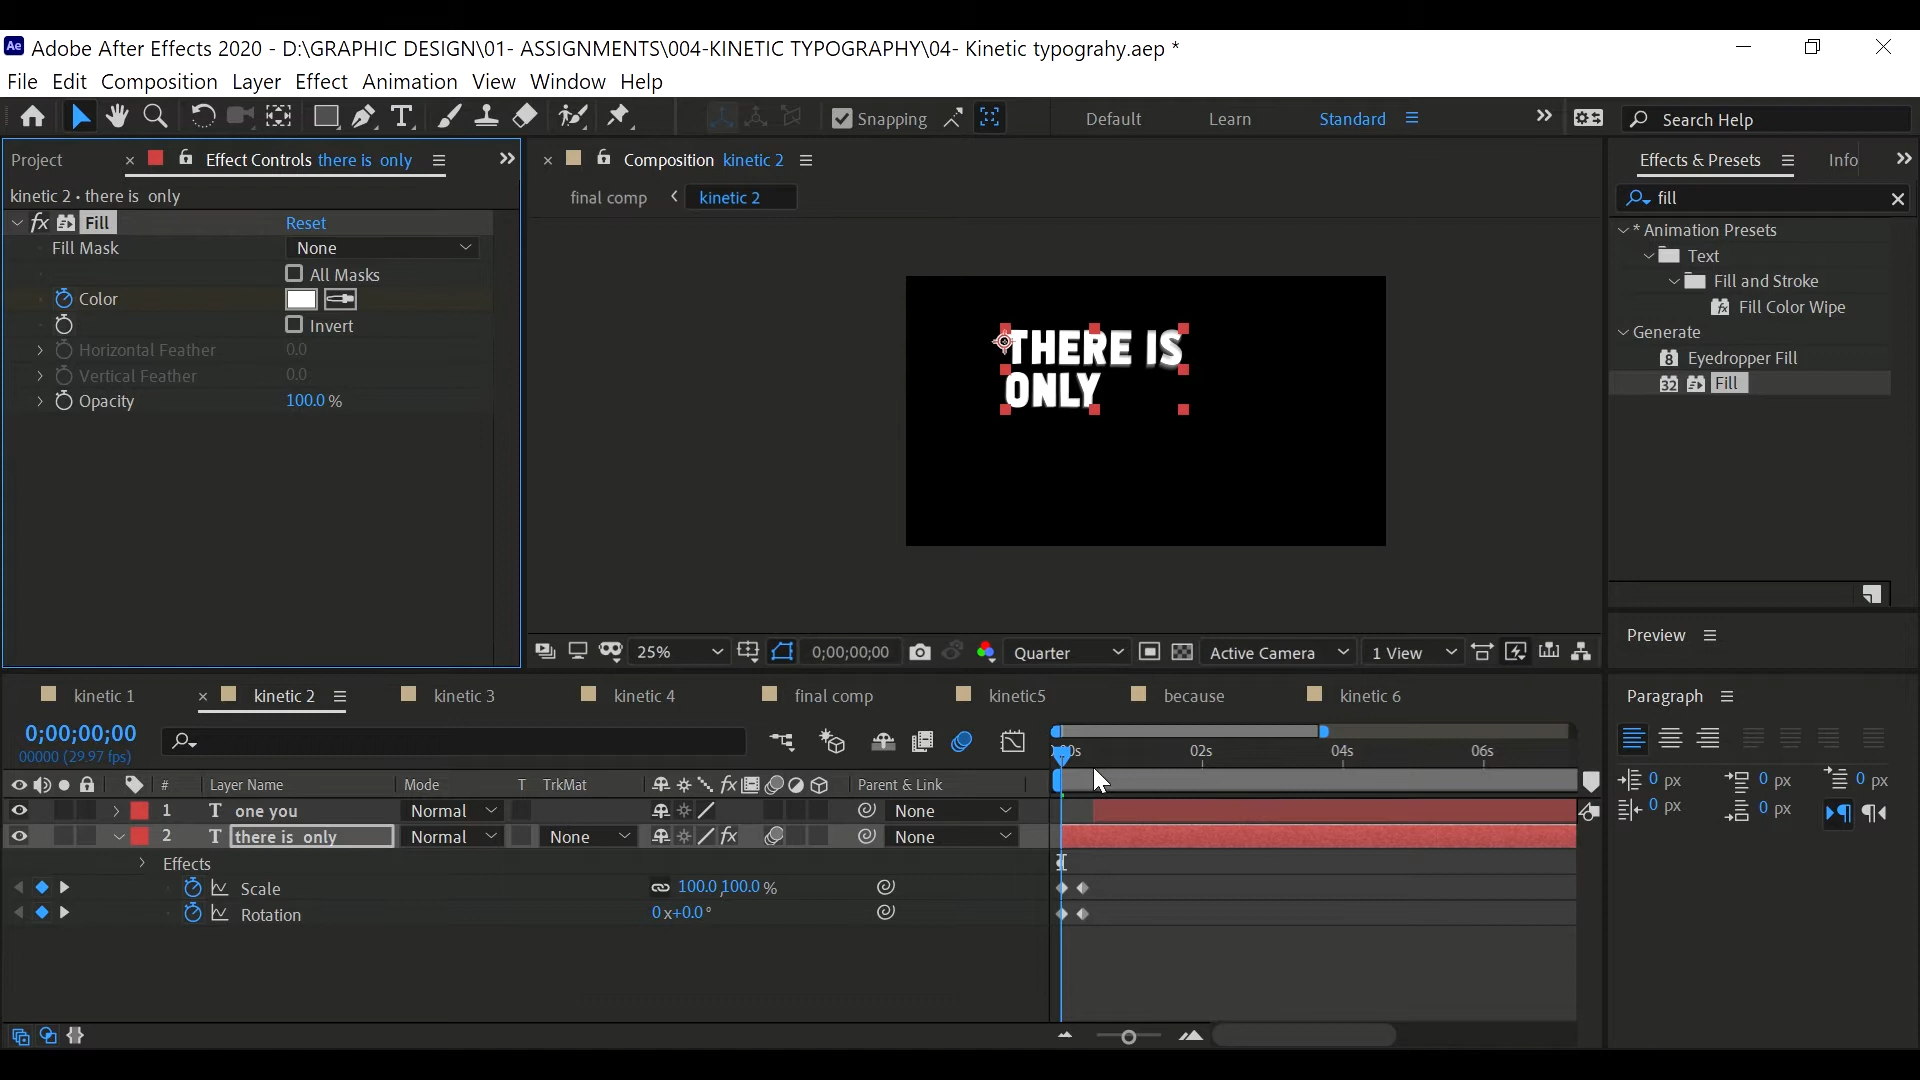 Ae Adobe After Effects 2020 - D:\GRAPHIC DESIGN\01- ASSIGNMENTS\004-KINETIC TYPOGRAPHY\04- Kinetic typograhy.aep *
File Edit Composition Layer Effect Animation View Window Help
Snapping Default Learn Standard Search Help
Project Effect Controls there is only
kinetic 2 • there is only
fx Fill Reset
Fill Mask None
All Masks
Color
Invert
Horizontal Feather 0.0
Vertical Feather 0.0
Opacity 100.0 %
Composition kinetic 2
final comp kinetic 2
THERE IS
ONLY
25% 0;00;00;00 Quarter Active Camera 1 View
Effects & Presets Info
fill
* Animation Presets
Text
Fill and Stroke
Fill Color Wipe
Generate
8 Eyedropper Fill
32 Fill
Preview
Paragraph
0 px 0 px 0 px
0 px 0 px
kinetic 1 kinetic 2 kinetic 3 kinetic 4 final comp kinetic5 because kinetic 6
0;00;00;00
00000 (29.97 fps)
02s 04s 06s
# Layer Name Mode T TrkMat fx Parent & Link
1 T one you Normal None
2 T there is only Normal None fx None
Effects
Scale 100.0,100.0 %
Rotation 0 x+0.0 °